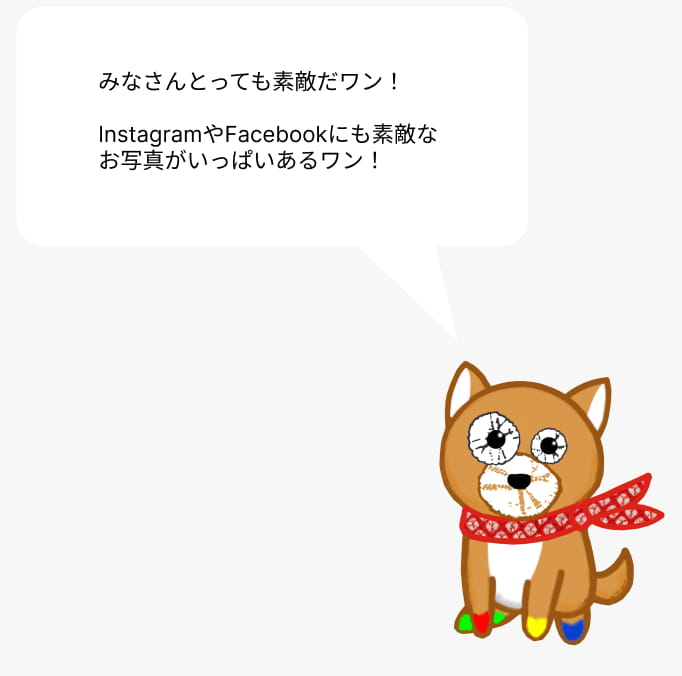 みなさんとっても素敵だワン！
InstagramやFacebookにも素敵な
お写真がいっぱいあるワン！